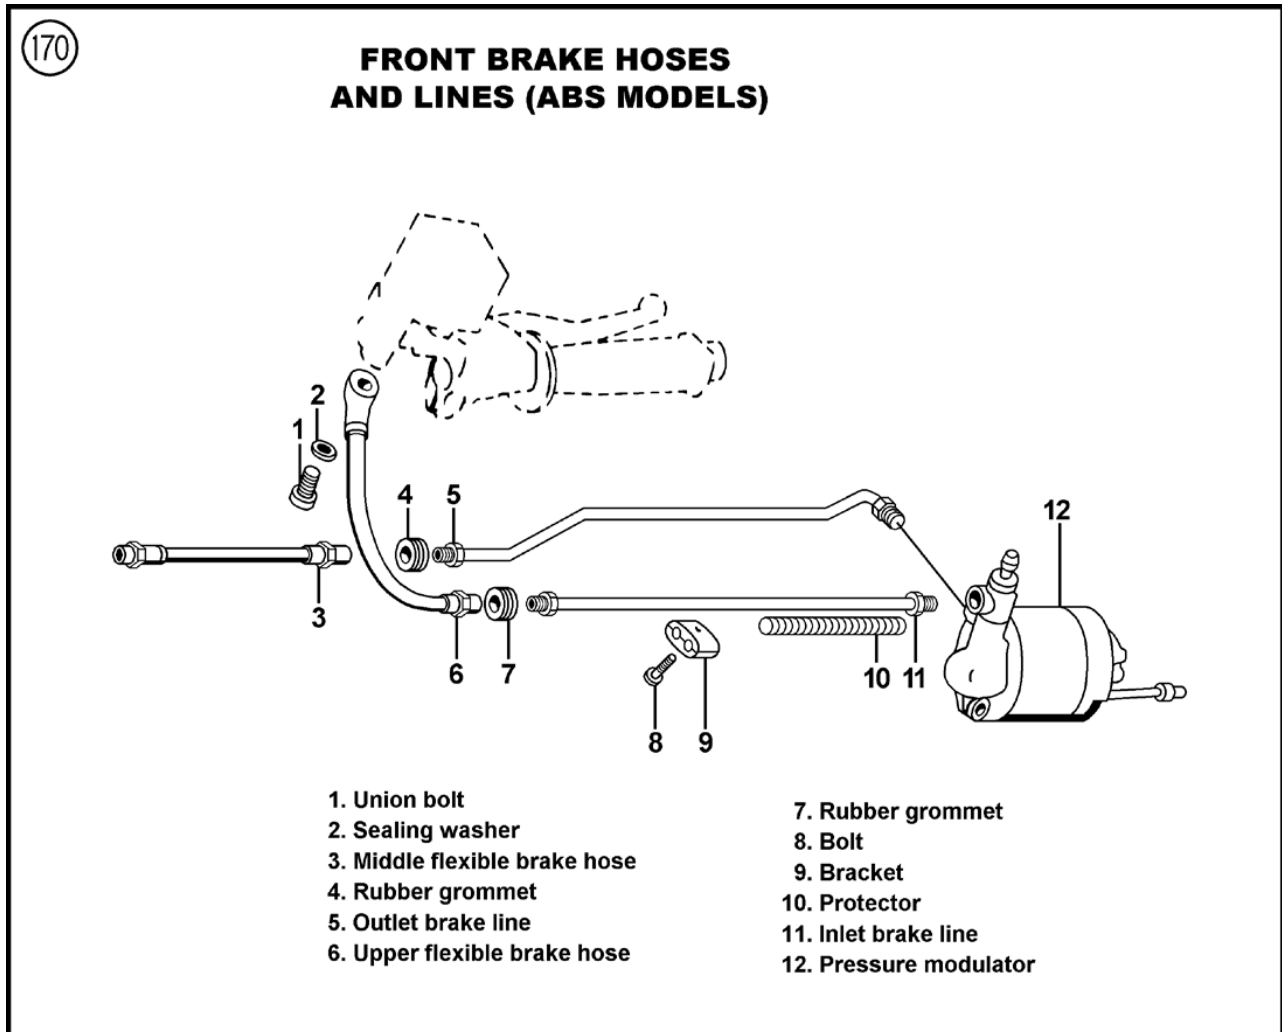 170
FRONT BRAKE HOSES
AND LINES (ABS MODELS)
2
1
4
5
12
3
6
7
10
11
8
9
1. Union bolt
2. Sealing washer
3. Middle flexible brake hose
4. Rubber grommet
5. Outlet brake line
6. Upper flexible brake hose
7. Rubber grommet
8. Bolt
9. Bracket
10. Protector
11. Inlet brake line
12. Pressure modulator